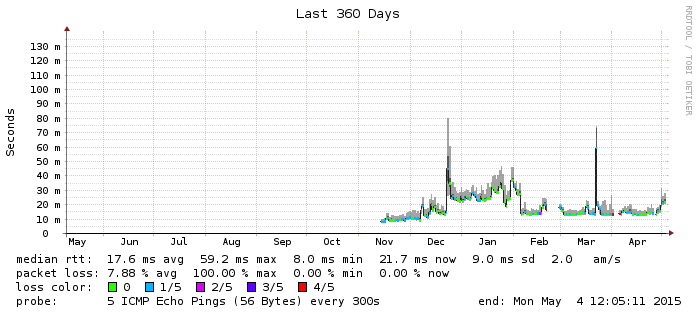 Last 360 Days
RRDTOOL / TOBI OETIKER
Seconds
130 m
120 m
110 m
100 m
90 m
80 m
70 m
60 m
50 m
40 m
30 m
20 m
10 m
0
May Jun Jul Aug Sep Oct Nov Dec Jan Feb Mar Apr
median rtt: 17.6 ms avg 59.2 ms max 8.0 ms min 21.7 ms now 9.0 ms sd 2.0 am/s
packet loss: 7.88 % avg 100.00 % max 0.00 % min 0.00 % now
loss color: 0 1/5 2/5 3/5 4/5
probe: 5 ICMP Echo Pings (56 Bytes) every 300s end: Mon May 4 12:05:11 2015